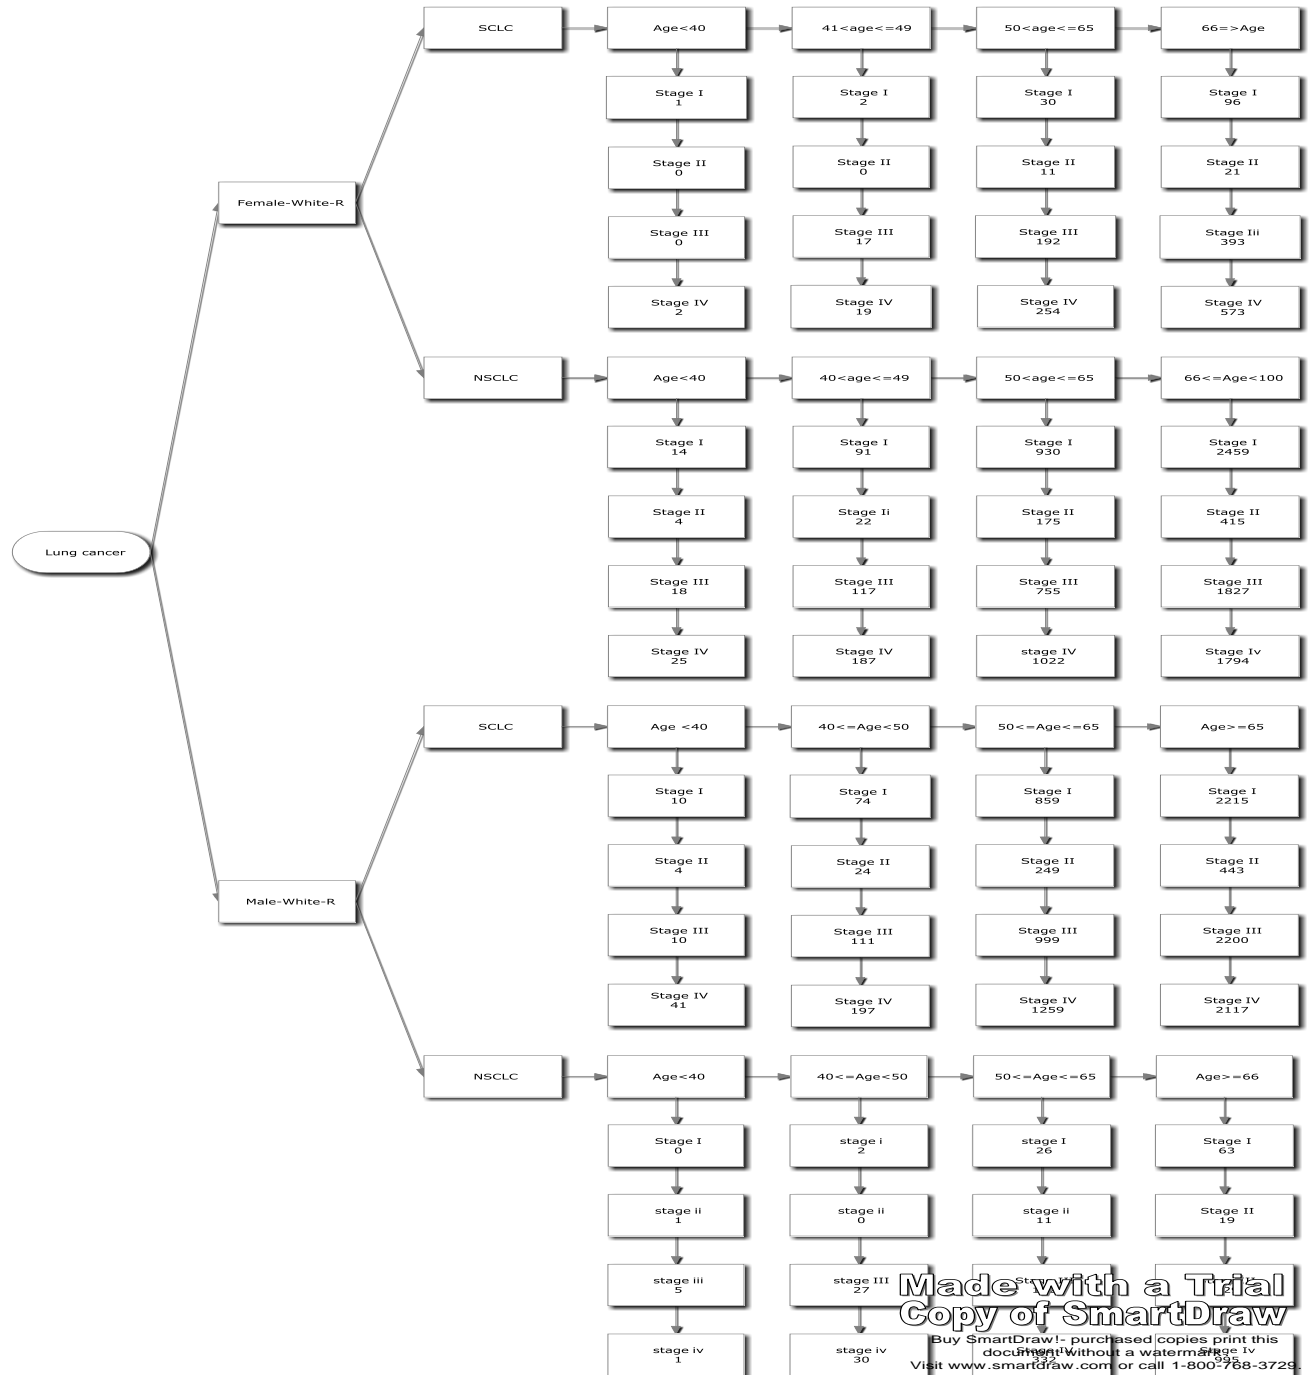 SCLC
Age<40
41<age<=49
50<age<=65
66=>Age
Stage I
1
Stage I
2
Stage I
30
Stage I
96
Stage II
0
Stage II
0
Stage II
11
Stage II
21
Female-White-R
Stage III
0
Stage III
17
Stage III
192
Stage Iii
393
Stage IV
2
Stage IV
19
Stage IV
254
Stage IV
573
NSCLC
Age<40
40<age<=49
50<age<=65
66<=Age<100
Stage I
14
Stage I
91
Stage I
930
Stage I
2459
Stage II
4
Stage Ii
22
Stage II
175
Stage II
415
Lung cancer
Stage III
18
Stage III
117
Stage III
755
Stage III
1827
Stage IV
25
Stage IV
187
stage IV
1022
Stage Iv
1794
SCLC
Age <40
40<=Age<50
50<=Age<=65
Age>=65
Stage I
10
Stage I
74
Stage I
859
Stage I
2215
Stage II
4
Stage II
24
Stage II
249
Stage II
443
Male-White-R
Stage III
10
Stage III
111
Stage III
999
Stage III
2200
Stage IV
41
Stage IV
197
Stage IV
1259
Stage IV
2117
NSCLC
Age<40
40<=Age<50
50<=Age<=65
Age>=66
Stage I
0
stage i
2
stage I
26
Stage I
63
stage ii
1
stage ii
0
stage ii
11
Stage II
19
stage iii
5
stage III
27
stage iv
1
stage iv
30
Stage IV
332
Stage Iv
995
Made with a Trial
Copy of SmartDraw
Buy SmartDraw!- purchased copies print this
document without a watermark.
Visit www.smartdraw.com or call 1-800-768-3729.